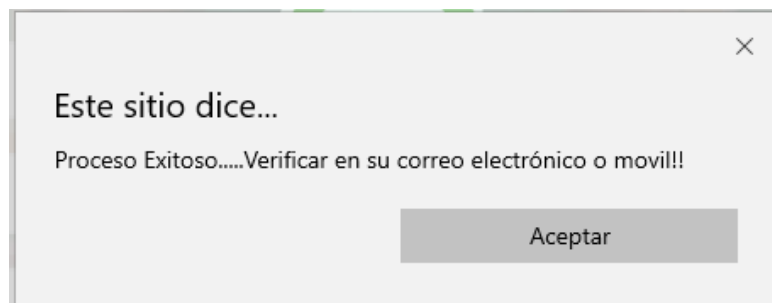 Este sitio dice...
Proceso Exitoso.....Verificar en su correo electrónico o movil!!
Aceptar